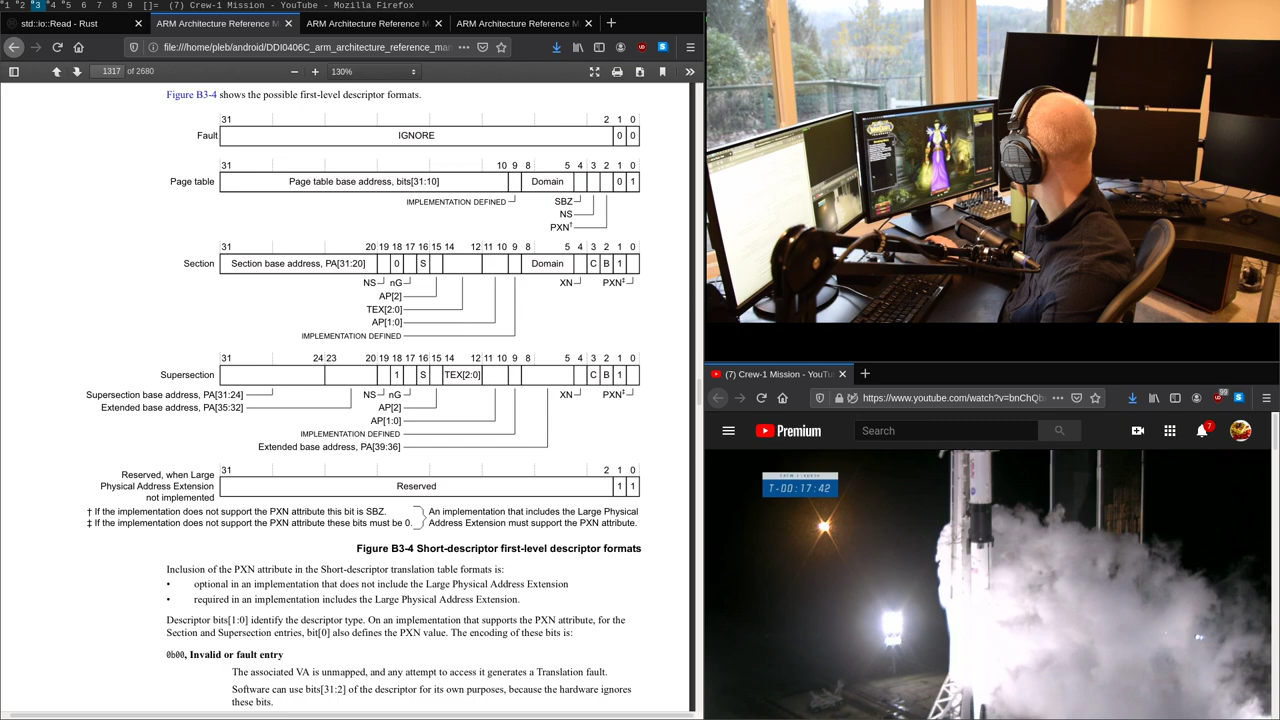 1 2 3 4 5 6 7 8 9 []= (7) Crew-1 Mission - YouTube - Mozilla Firefox
std::io::Read - Rust
ARM Architecture Reference M
ARM Architecture Reference M
ARM Architecture Reference M
file:///home/pleb/android/DDI0406C_arm_architecture_reference_ma
1317 of 2680
130%
Figure B3-4 shows the possible first-level descriptor formats.
31 2 1 0
Fault IGNORE 0 0
31 10 9 8 5 4 3 2 1 0
Page table Page table base address, bits[31:10] Domain 0 1
IMPLEMENTATION DEFINED SBZ
NS
PXN†
31 20 19 18 17 16 15 14 12 11 10 9 8 5 4 3 2 1 0
Section Section base address, PA[31:20] 0 S Domain C B 1
NS nG XN PXN‡
AP[2]
TEX[2:0]
AP[1:0]
IMPLEMENTATION DEFINED
31 24 23 20 19 18 17 16 15 14 12 11 10 9 8 5 4 3 2 1 0
Supersection 1 S TEX[2:0] C B 1
Supersection base address, PA[31:24] NS nG XN PXN‡
Extended base address, PA[35:32] AP[2]
AP[1:0]
IMPLEMENTATION DEFINED
Extended base address, PA[39:36]
31 2 1 0
Reserved, when Large
Physical Address Extension Reserved 1 1
not implemented
† If the implementation does not support the PXN attribute this bit is SBZ. An implementation that includes the Large Physical
‡ If the implementation does not support the PXN attribute these bits must be 0. Address Extension must support the PXN attribute.
Figure B3-4 Short-descriptor first-level descriptor formats
Inclusion of the PXN attribute in the Short-descriptor translation table formats is:
• optional in an implementation that does not include the Large Physical Address Extension
• required in an implementation includes the Large Physical Address Extension.
Descriptor bits[1:0] identify the descriptor type. On an implementation that supports the PXN attribute, for the
Section and Supersection entries, bit[0] also defines the PXN value. The encoding of these bits is:
0b00, Invalid or fault entry
The associated VA is unmapped, and any attempt to access it generates a Translation fault.
Software can use bits[31:2] of the descriptor for its own purposes, because the hardware ignores
these bits.
(7) Crew-1 Mission - YouTu
https://www.youtube.com/watch?v=bnChQb
99
Premium
Search
7
T-00:17:42